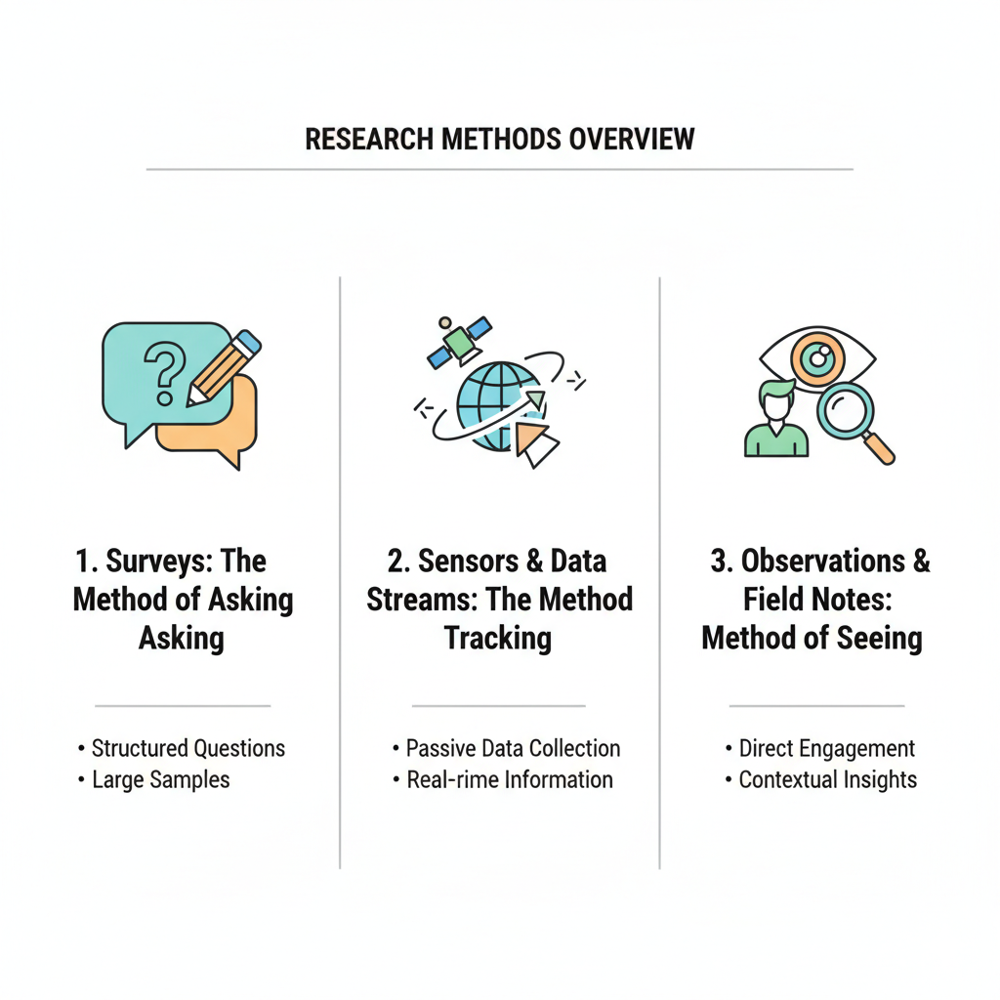 RESEARCH METHODS OVERVIEW
1. Surveys: The
Method of Asking
Asking
• Structured Questions
• Large Samples
2. Sensors & Data
Streams: The Method
Tracking
• Passive Data Collection
• Real-rime Information
3. Observations &
Field Notes:
Method of Seeing
• Direct Engagement
• Contextual Insights